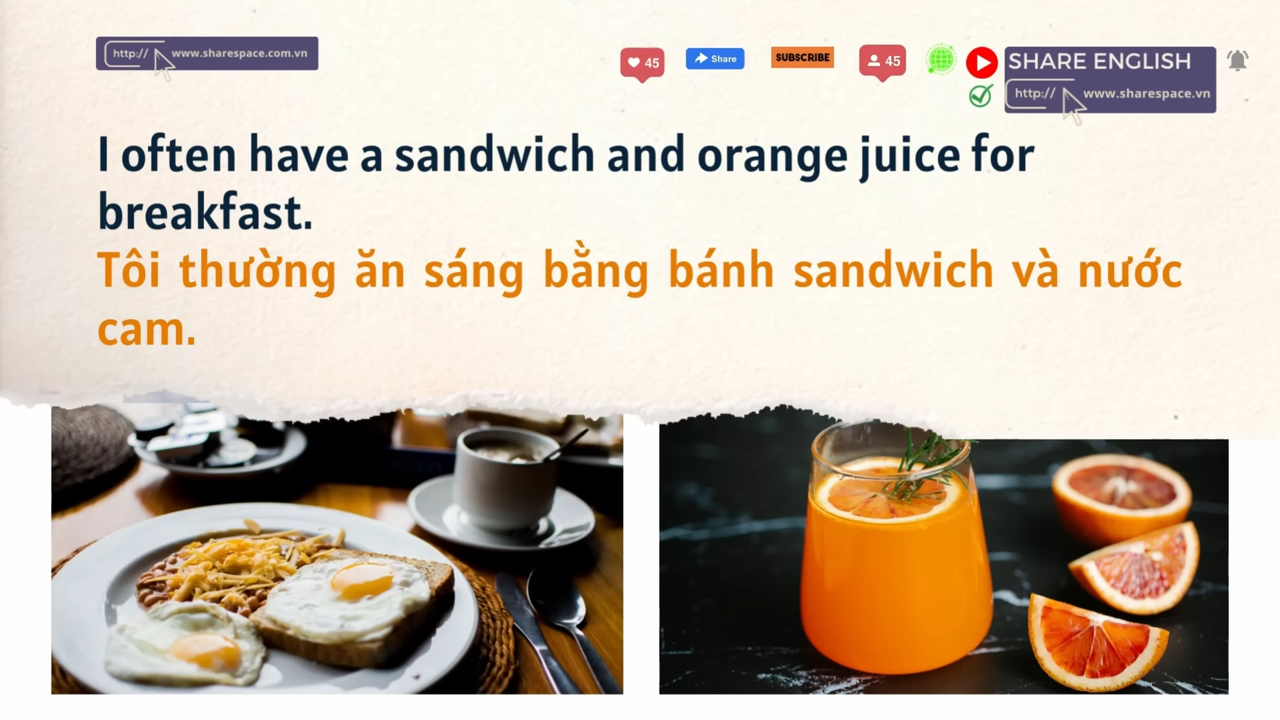 http:// www.sharespace.com.vn
45 Share SUBSCRIBE 45 SHARE ENGLISH
http:// www.sharespace.vn
I often have a sandwich and orange juice for
breakfast.
Tôi thường ăn sáng bằng bánh sandwich và nước
cam.